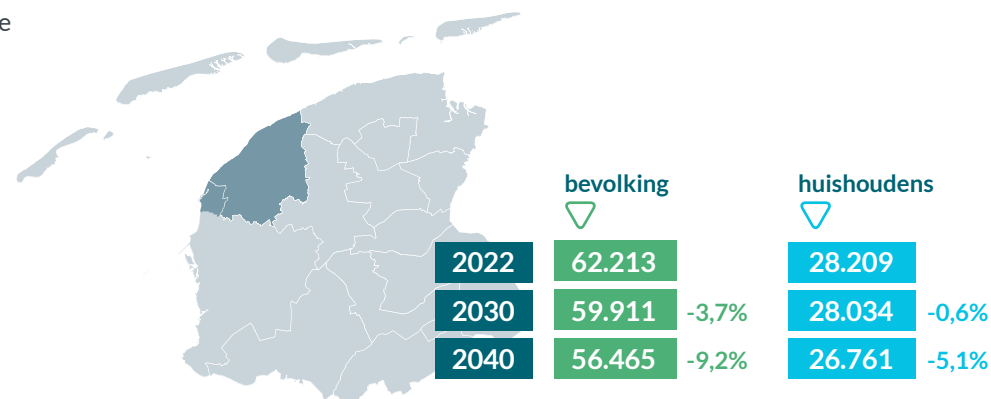 e
bevolking huishoudens
2022 62.213 28.209
2030 59.911 -3,7% 28.034 -0,6%
2040 56.465 -9,2% 26.761 -5,1%